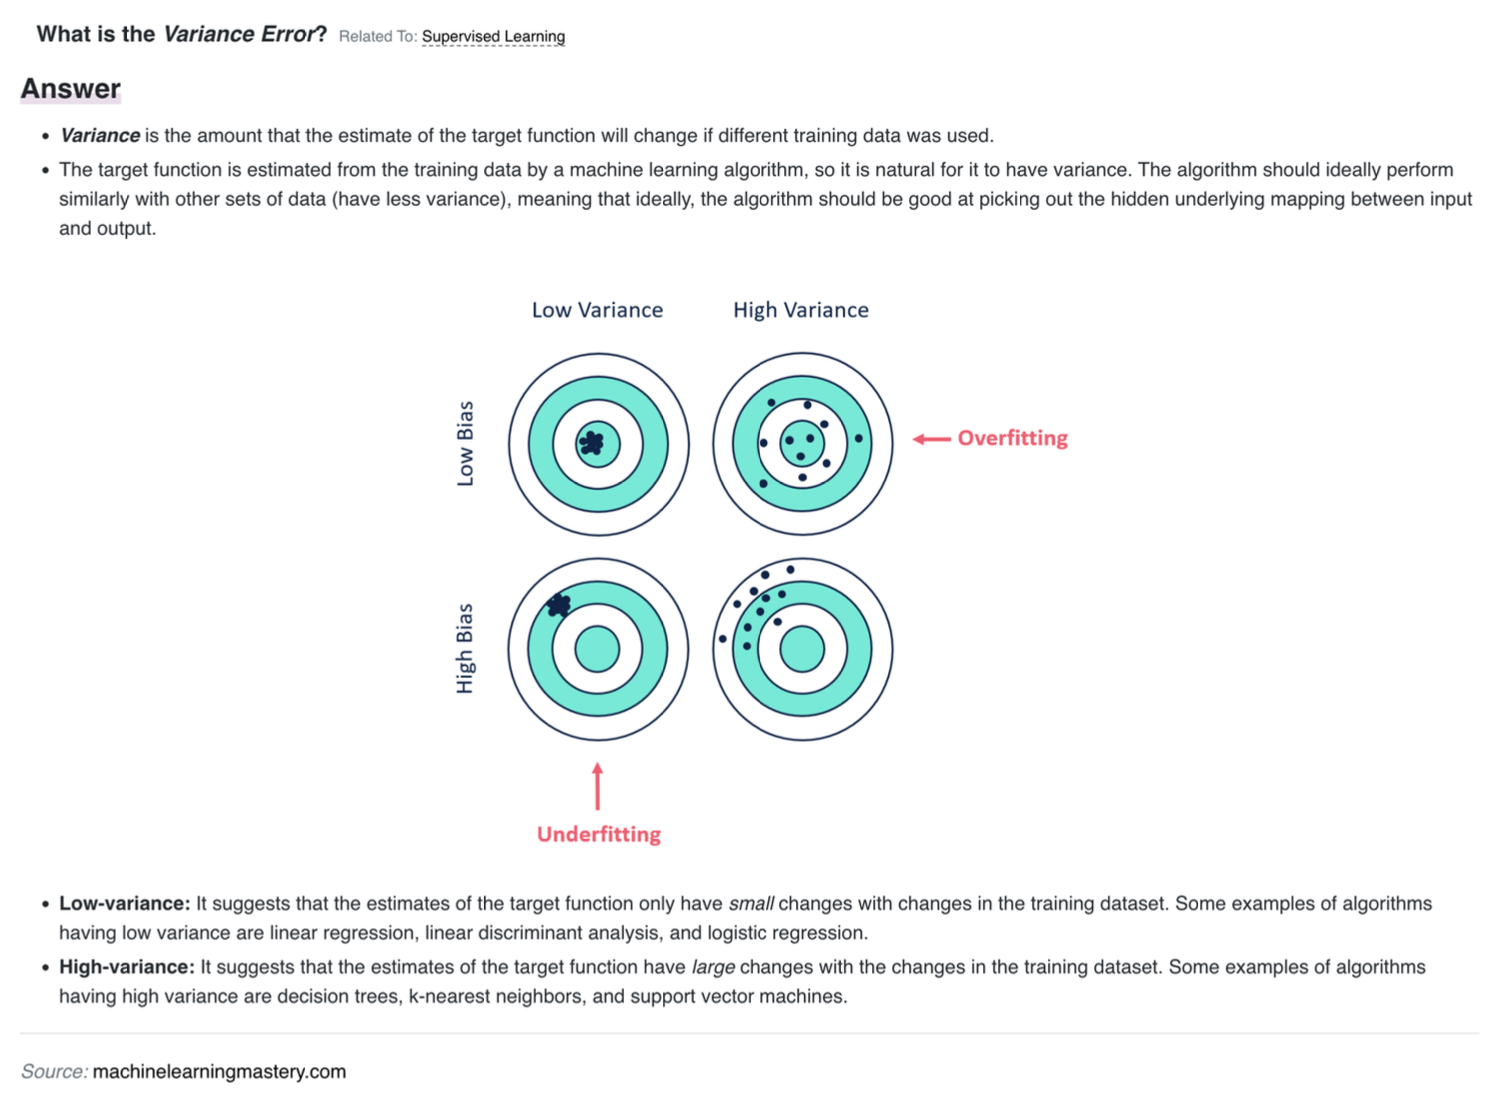 What is the Variance Error? Related To: Supervised Learning
Answer
• Variance is the amount that the estimate of the target function will change if different training data was used.
• The target function is estimated from the training data by a machine learning algorithm, so it is natural for it to have variance. The algorithm should ideally perform
similarly with other sets of data (have less variance), meaning that ideally, the algorithm should be good at picking out the hidden underlying mapping between input
and output.
Low Variance High Variance
Low Bias
Overfitting
High Bias
Underfitting
• Low-variance: It suggests that the estimates of the target function only have small changes with changes in the training dataset. Some examples of algorithms
having low variance are linear regression, linear discriminant analysis, and logistic regression.
• High-variance: It suggests that the estimates of the target function have large changes with the changes in the training dataset. Some examples of algorithms
having high variance are decision trees, k-nearest neighbors, and support vector machines.
Source: machinelearningmastery.com